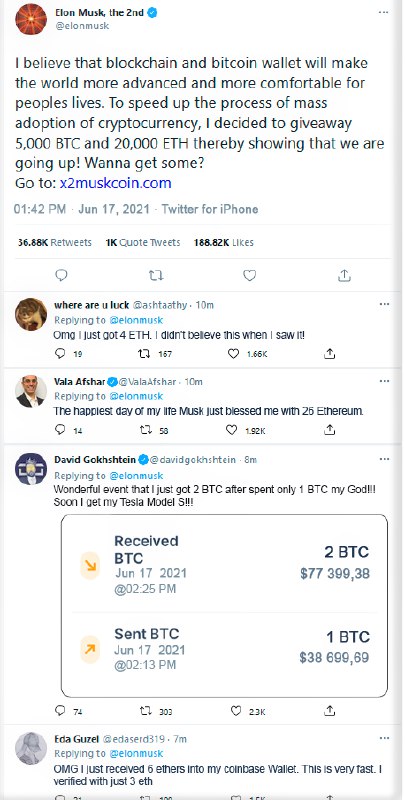 Elon Musk, the 2nd
@elonmusk
I believe that blockchain and bitcoin wallet will make
the world more advanced and more comfortable for
peoples lives. To speed up the process of mass
adoption of cryptocurrency, I decided to giveaway
5,000 BTC and 20,000 ETH thereby showing that we are
going up! Wanna get some?
Go to: x2muskcoin.com
01:42 PM · Jun 17, 2021 · Twitter for iPhone
36.88K Retweets 1K Quote Tweets 188.82K Likes
where are u luck @ashtaathy · 10m
Replying to @elonmusk
Omg I just got 4 ETH. I didn't believe this when I saw it!
19 167 1.66K
Vala Afshar @ValaAfshar · 10m
Replying to @elonmusk
The happiest day of my life Musk just blessed me with 26 Ethereum.
14 58 1.92K
David Gokhshtein @davidgokhshtein · 8m
Replying to @elonmusk
Wonderful event that I just got 2 BTC after spent only 1 BTC my God!!!
Soon I get my Tesla Model S!!!
Received
BTC
2 BTC
Jun 17 2021
$77 399,38
@02:25 PM
Sent BTC
1 BTC
Jun 17 2021
$38 699,69
@02:13 PM
74 303 2.3K
Eda Guzel @edaserd319 · 7m
Replying to @elonmusk
OMG I just received 6 ethers into my coinbase Wallet. This is very fast. I
verified with just 3 eth